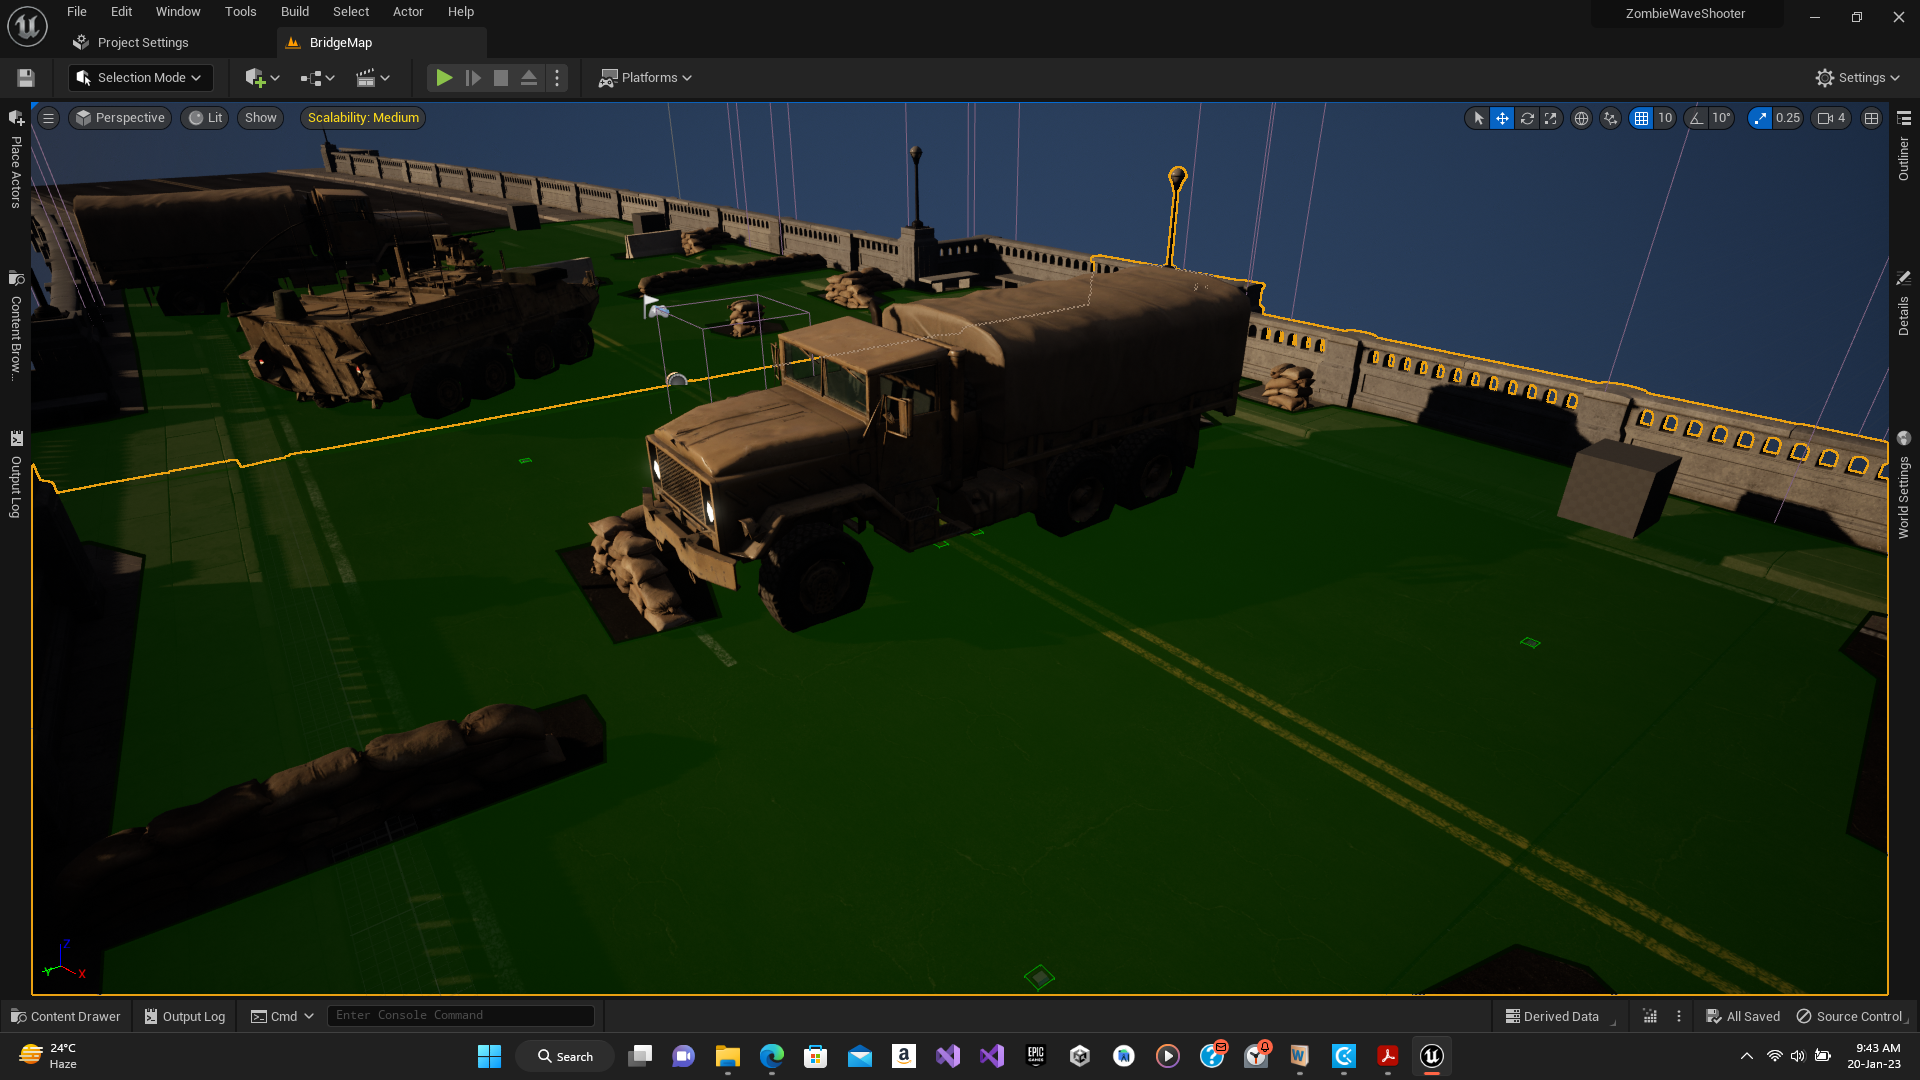 File Edit Window Tools Build Select Actor Help
ZombieWaveShooter
Project Settings
BridgeMap
Selection Mode
Platforms
Settings
Perspective
Lit
Show
Scalability: Medium
10
10°
0.25
4
Place Actors
Content Brow...
Output Log
Outliner
Details
World Settings
Z
Y
X
Content Drawer
Output Log
Cmd
Enter Console Command
Derived Data
All Saved
Source Control
24°C
Haze
Search
EPIC
GAMES
9:43 AM
20-Jan-23